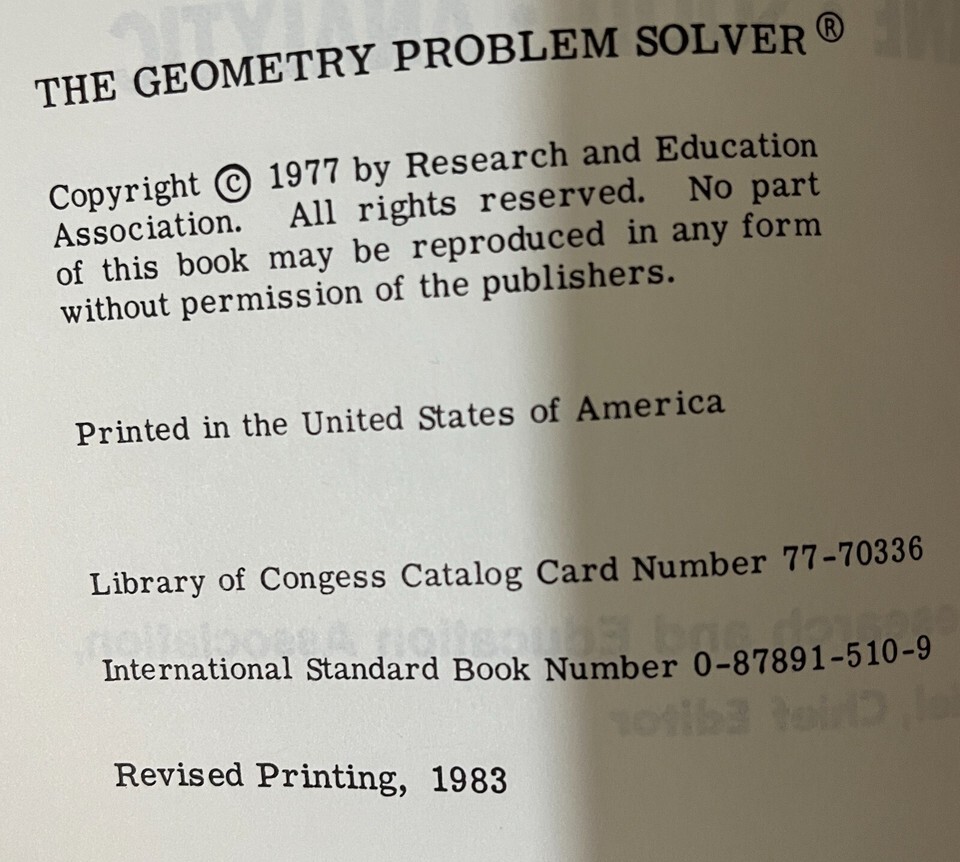 THE GEOMETRY PROBLEM SOLVER ®
Copyright © 1977 by Research and Education
Association. All rights reserved. No part
of this book may be reproduced in any form
without permission of the publishers.
Printed in the United States of America
Library of Congess Catalog Card Number 77-70336
International Standard Book Number 0-87891-510-9
Revised Printing, 1983